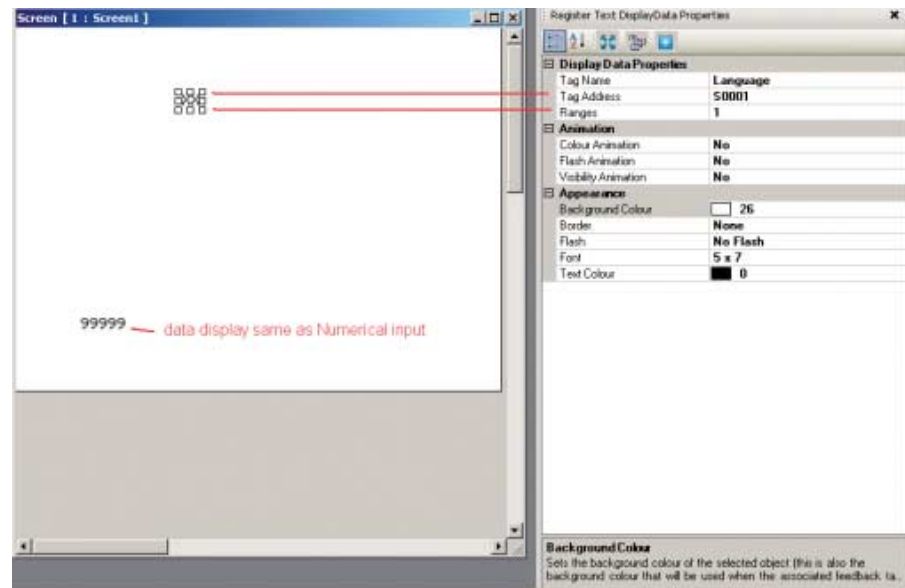 Screen [ 1 : Screen1 ]
99999
data display same as Numerical input
Register Text DisplayData Properties
Display Data Properties
Tag Name Language
Tag Address S0001
Ranges 1
Animation
Colour Animation No
Flash Animation No
Visibility Animation No
Appearance
Background Colour 26
Border None
Flash No Flash
Font 5 x 7
Text Colour 0
Background Colour
Sets the background colour of the selected object (this is also the
background colour that will be used when the associated feedback ta